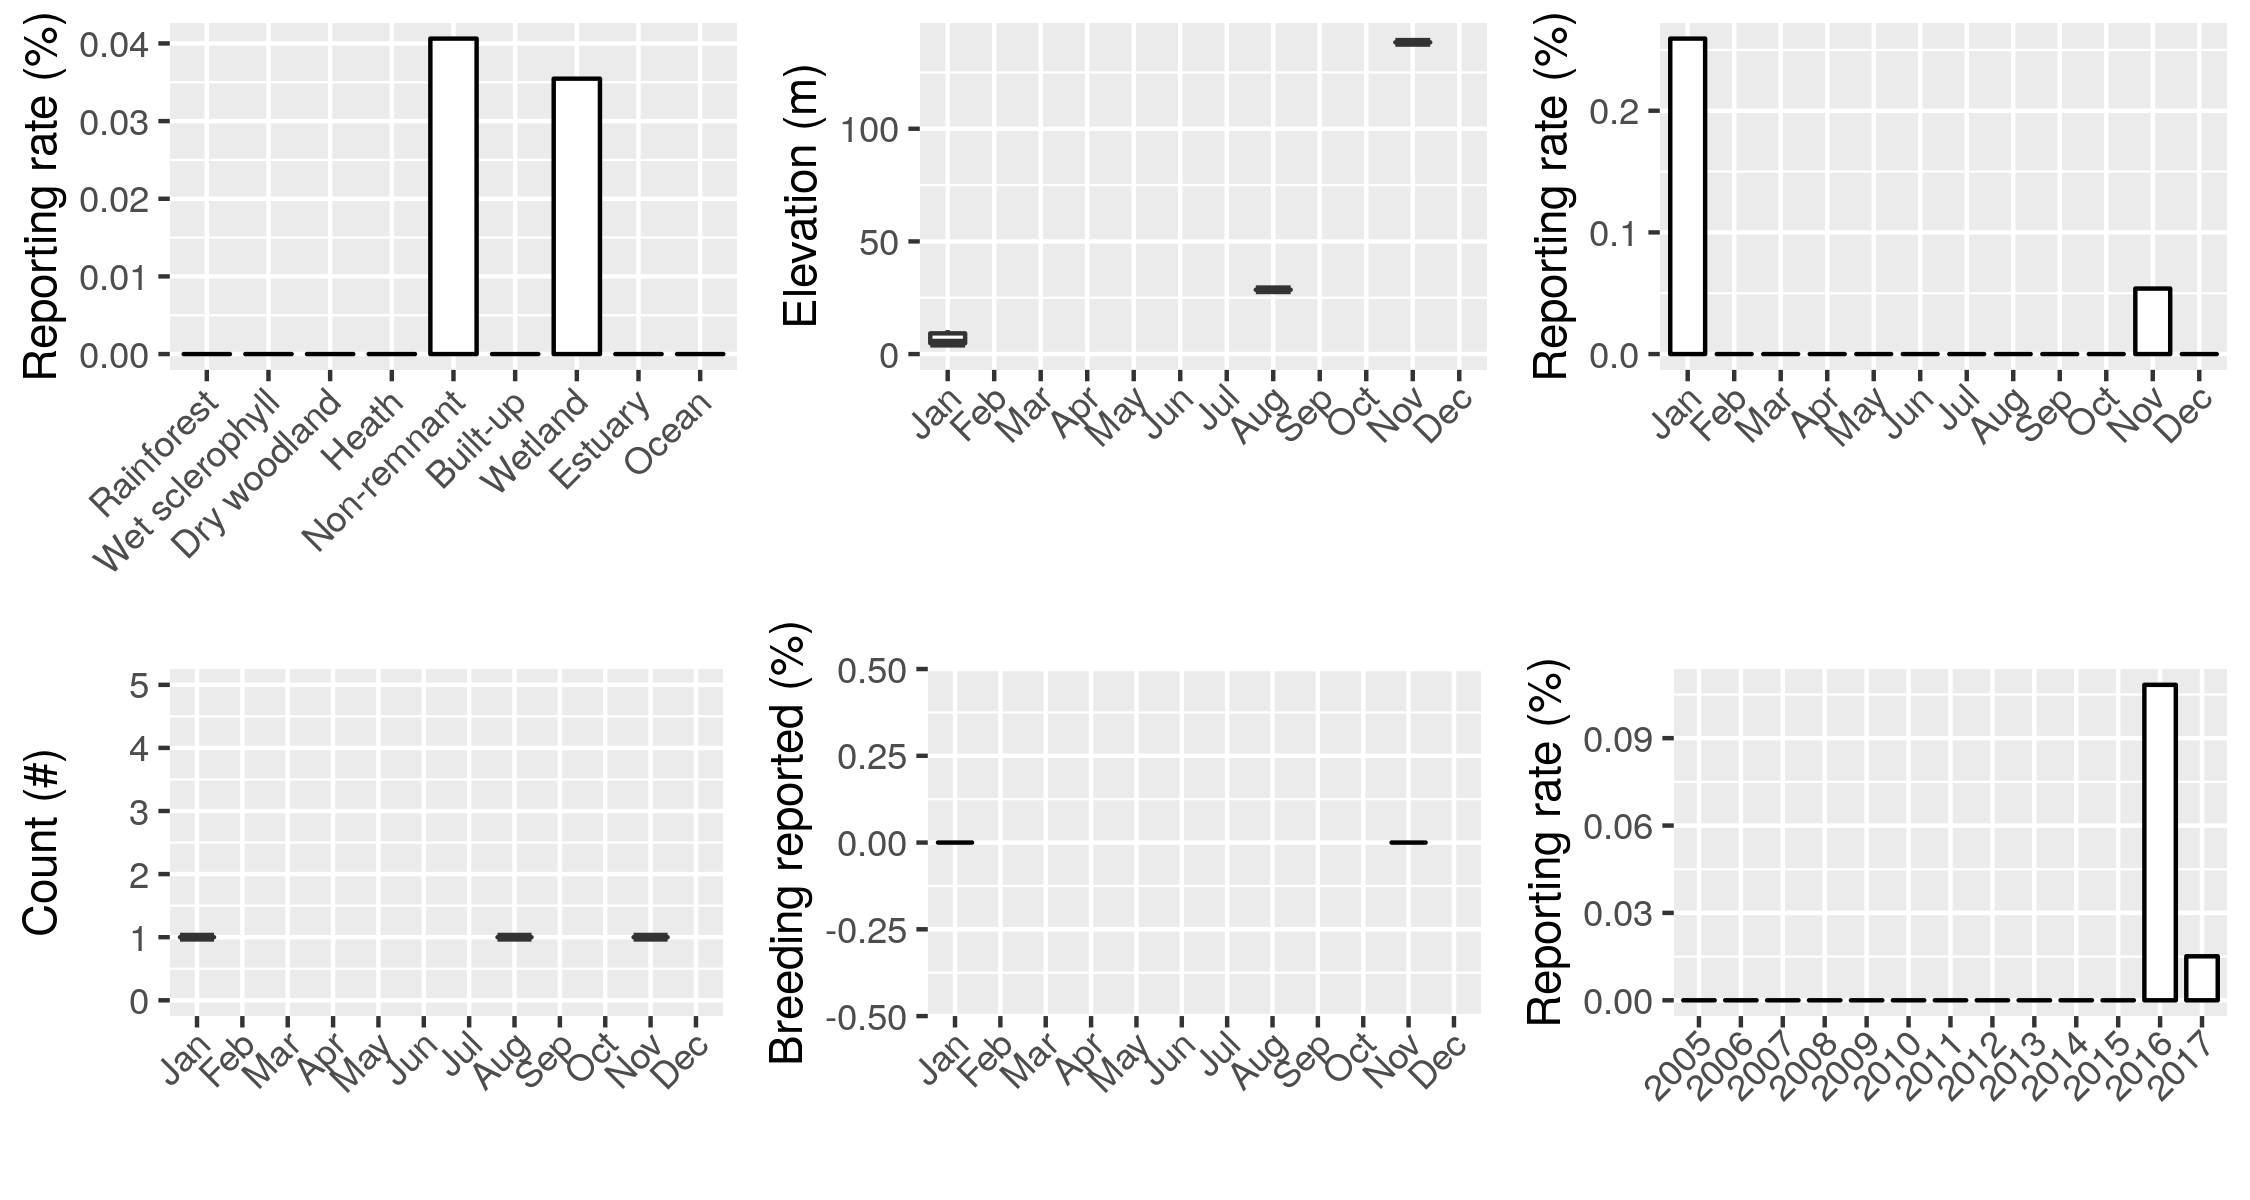 Reporting rate (%)
0.04
0.03
0.02
0.01
0.00
Rainforest
Wet sclerophyll
Dry woodland
Heath
Non-remnant
Built-up
Wetland
Estuary
Ocean
Elevation (m)
100
50
0
Jan
Feb
Mar
Apr
May
Jun
Jul
Aug
Sep
Oct
Nov
Dec
Reporting rate (%)
0.2
0.1
0.0
Jan
Feb
Mar
Apr
May
Jun
Jul
Aug
Sep
Oct
Nov
Dec
Count (#)
5
4
3
2
1
0
Jan
Feb
Mar
Apr
May
Jun
Jul
Aug
Sep
Oct
Nov
Dec
Breeding reported (%)
0.50
0.25
0.00
-0.25
-0.50
Jan
Feb
Mar
Apr
May
Jun
Jul
Aug
Sep
Oct
Nov
Dec
Reporting rate (%)
0.09
0.06
0.03
0.00
2005
2006
2007
2008
2009
2010
2011
2012
2013
2014
2015
2016
2017